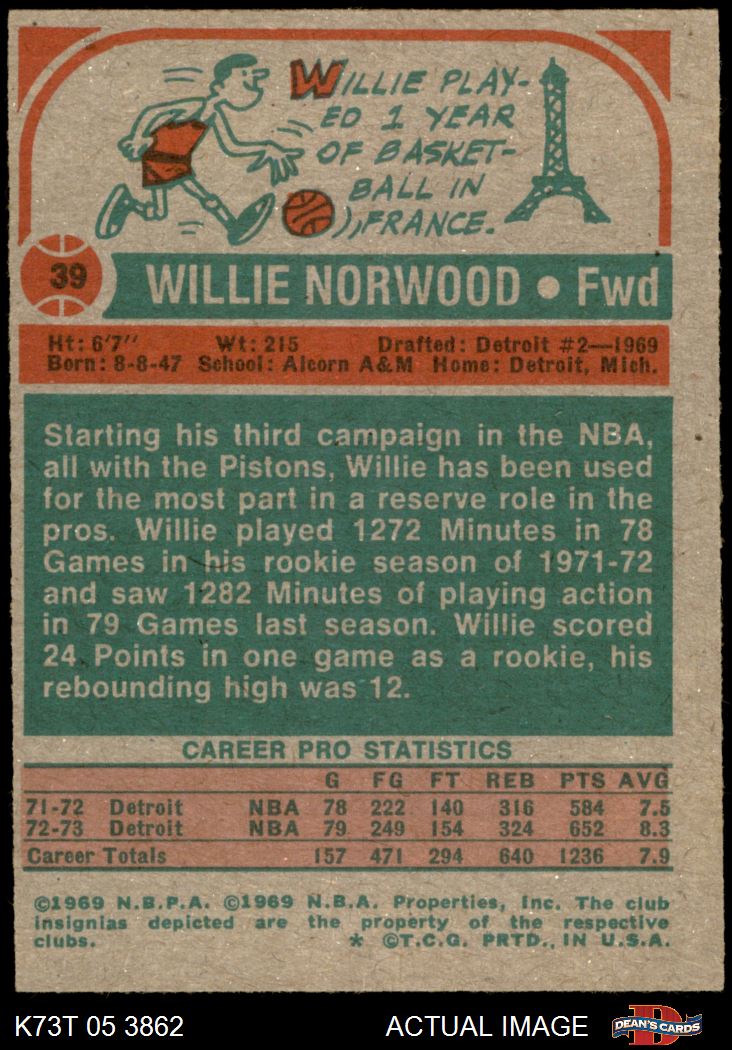 WILLIE PLAY-
ED 1 YEAR
OF BASKET-
BALL IN
FRANCE.
39
WILLIE NORWOOD • Fwd
Ht: 6'7" Wt: 215 Drafted: Detroit #2—1969
Born: 8-8-47 School: Alcorn A&M Home: Detroit, Mich.
Starting his third campaign in the NBA,
all with the Pistons, Willie has been used
for the most part in a reserve role in the
pros. Willie played 1272 Minutes in 78
Games in his rookie season of 1971-72
and saw 1282 Minutes of playing action
in 79 Games last season. Willie scored
24 Points in one game as a rookie, his
rebounding high was 12.
CAREER PRO STATISTICS
G FG FT REB PTS AVG
71-72 Detroit NBA 78 222 140 316 584 7.5
72-73 Detroit NBA 79 249 154 324 652 8.3
Career Totals 157 471 294 640 1236 7.9
©1969 N.B.P.A. ©1969 N.B.A. Properties, Inc. The club
insignias depicted are the property of the respective
clubs. * ©T.C.G. PRTD., IN U.S.A.
K73T 05 3862 ACTUAL IMAGE D DEAN'S CARDS